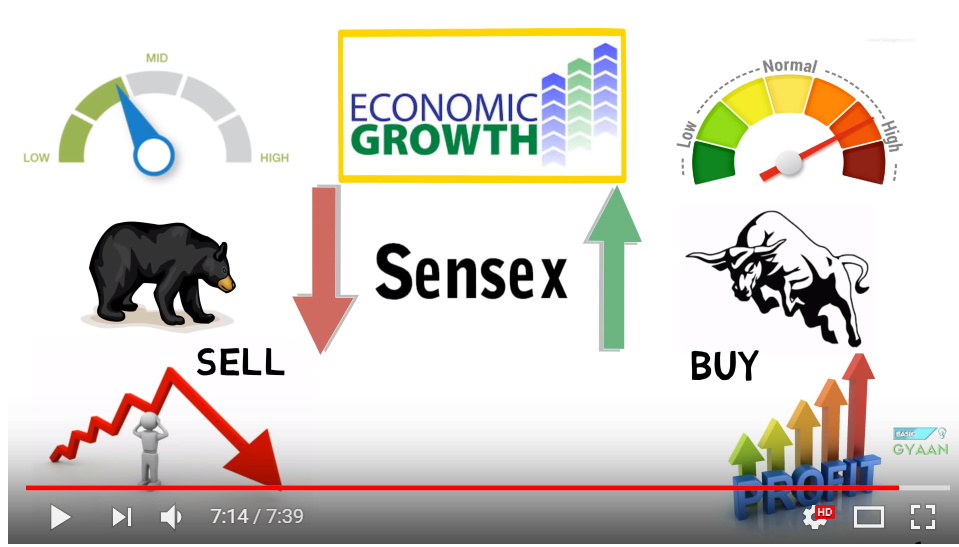 MID
LOW
HIGH
ECONOMIC
GROWTH
Low
Normal
High
Sensex
SELL
BUY
PROFIT
BASIC
GYAAN
7:14 / 7:39
HD